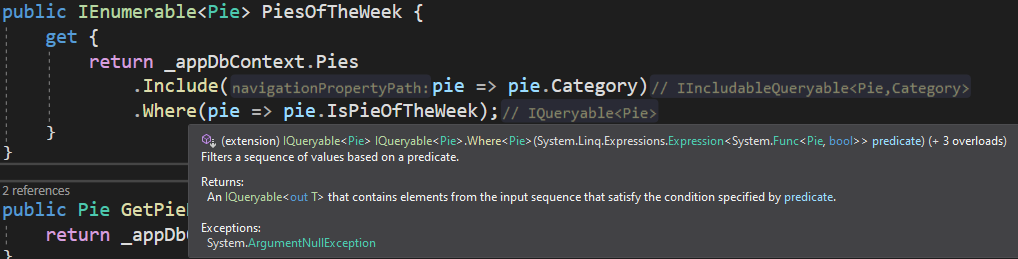 public IEnumerable<Pie> PiesOfTheWeek {
get {
return _appDbContext.Pies
.Include(navigationPropertyPath:pie => pie.Category)// IIncludableQueryable<Pie,Category>
.Where(pie => pie.IsPieOfTheWeek);// IQueryable<Pie>
}
}
(extension) IQueryable<Pie> IQueryable<Pie>.Where<Pie>(System.Linq.Expressions.Expression<System.Func<Pie, bool>> predicate) (+ 3 overloads)
Filters a sequence of values based on a predicate.
Returns:
An IQueryable<out T> that contains elements from the input sequence that satisfy the condition specified by predicate.
Exceptions:
System.ArgumentNullException
2 references
public Pie GetPie
return _appDb
}